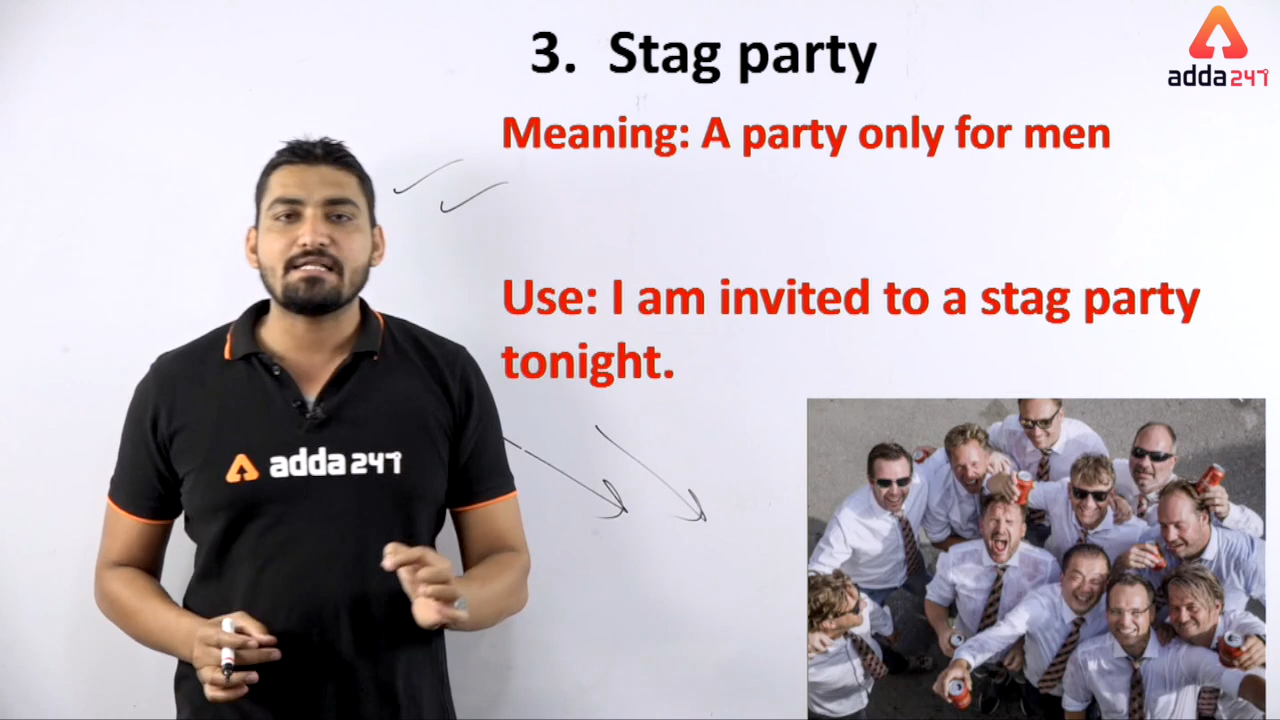 3. Stag party
adda247
Meaning: A party only for men
Use: I am invited to a stag party
tonight.
adda247